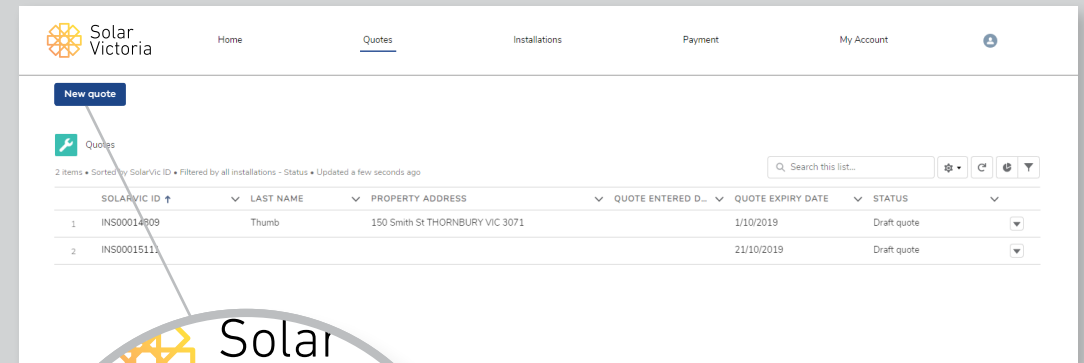 Solar
Victoria
Home
Quotes
Installations
Payment
My Account
New quote
Quotes
2 items • Sorted by SolarVic ID • Filtered by all installations - Status • Updated a few seconds ago
Search this list...
SOLARVIC ID ↑ LAST NAME PROPERTY ADDRESS QUOTE ENTERED D... QUOTE EXPIRY DATE STATUS
1 INS00014809 Thumb 150 Smith St THORNBURY VIC 3071 1/10/2019 Draft quote
2 INS00015111 21/10/2019 Draft quote
Solar